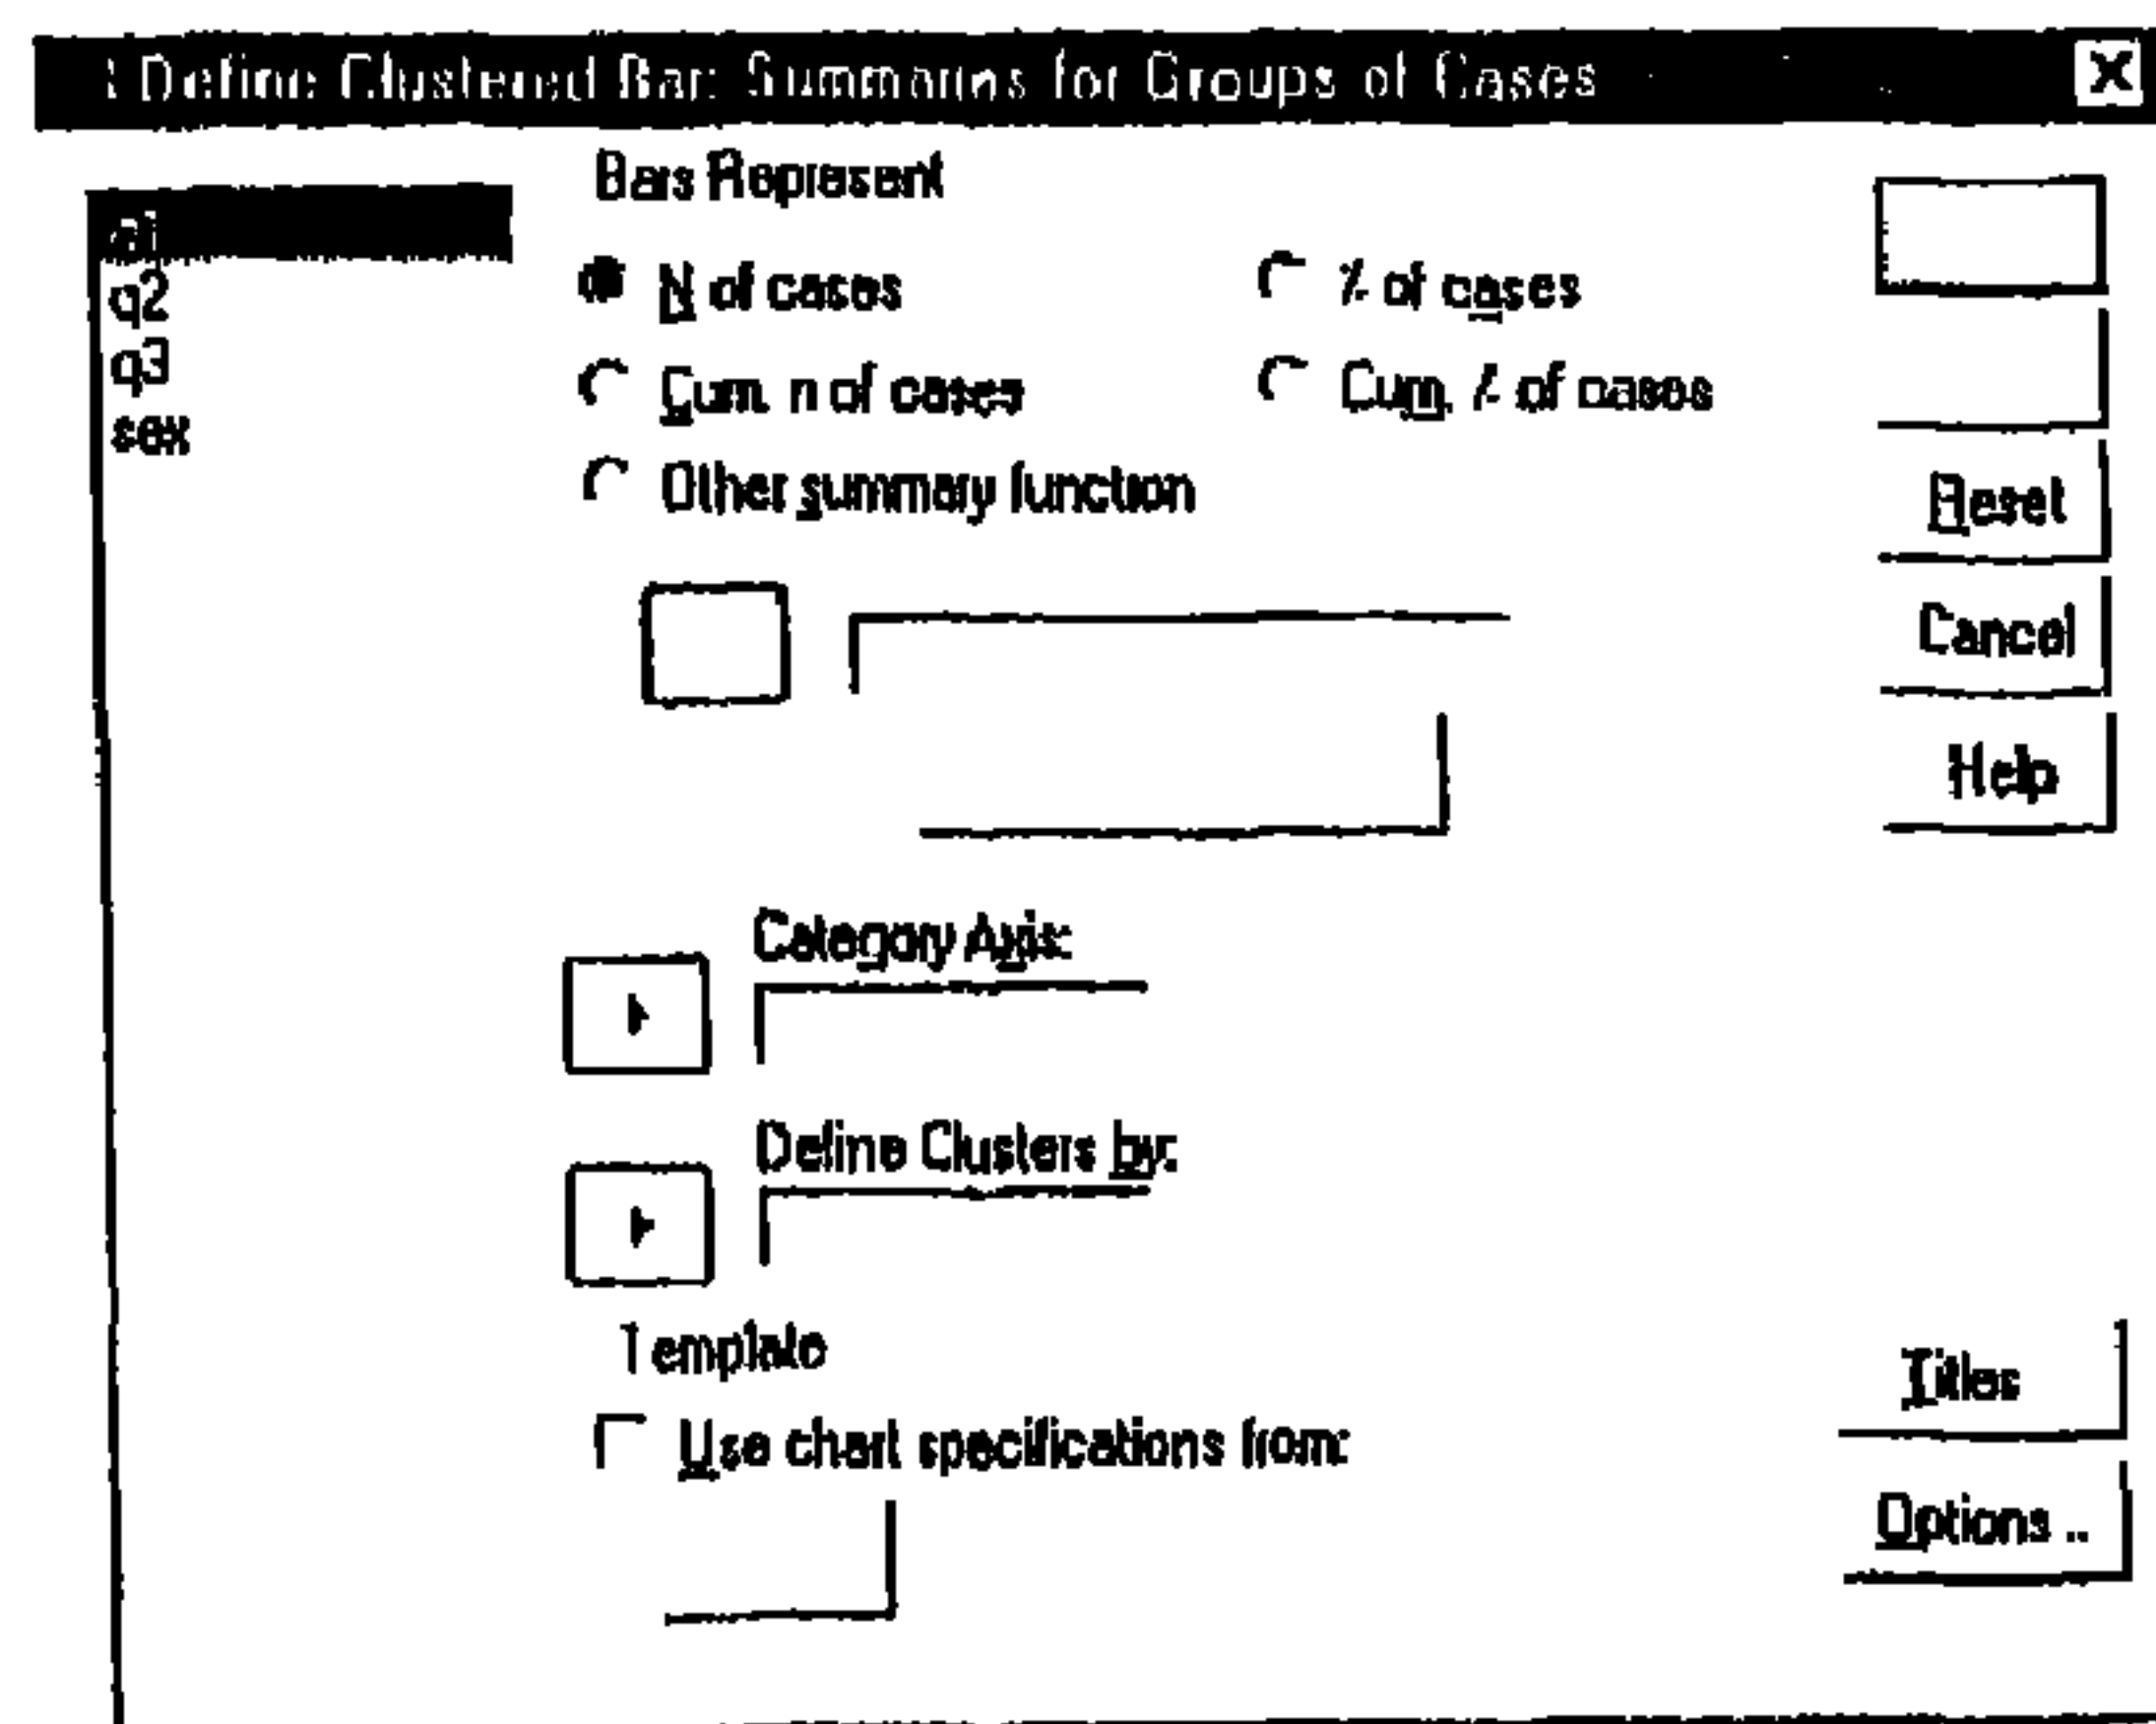 Define Clustered Bar: Summaries for Groups of Cases
Bars Represent
q2
q3
sex
N of cases
% of cases
Cum. n of cases
Cum. % of cases
Other summary function
Reset
Cancel
Help
Category Axis:
Define Clusters by:
Template
Use chart specifications from:
Titles
Options ..